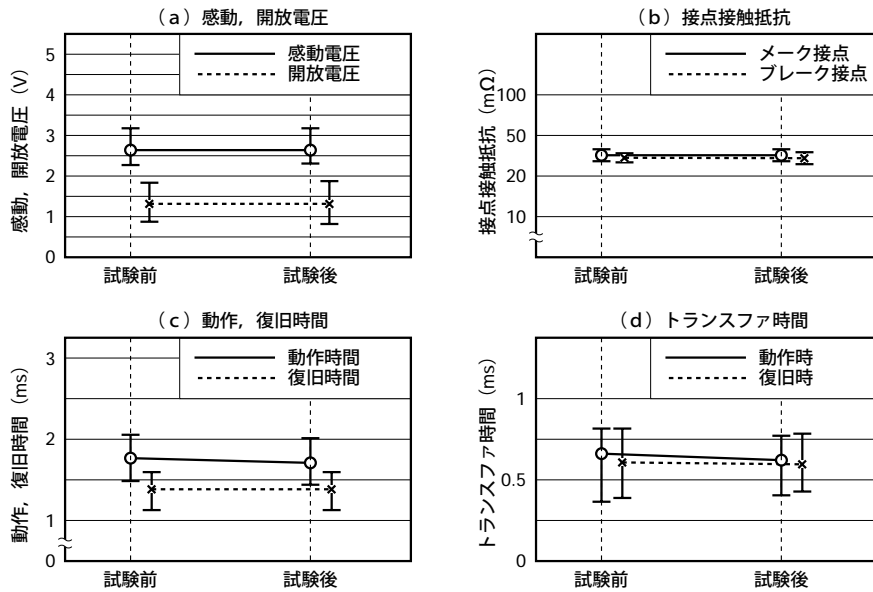 (a) 感動，開放電圧
感動，開放電圧 (V)
5
4
3
2
1
0
感動電圧
開放電圧
試験前
試験後
(b) 接点接触抵抗
接点接触抵抗 (mΩ)
100
50
20
10
0
メーク接点
ブレーク接点
試験前
試験後
(c) 動作，復旧時間
動作，復旧時間 (ms)
3
2
1
0
動作時間
復旧時間
試験前
試験後
(d) トランスファ時間
トランスファ時間 (ms)
1
0.5
0
動作時
復旧時
試験前
試験後